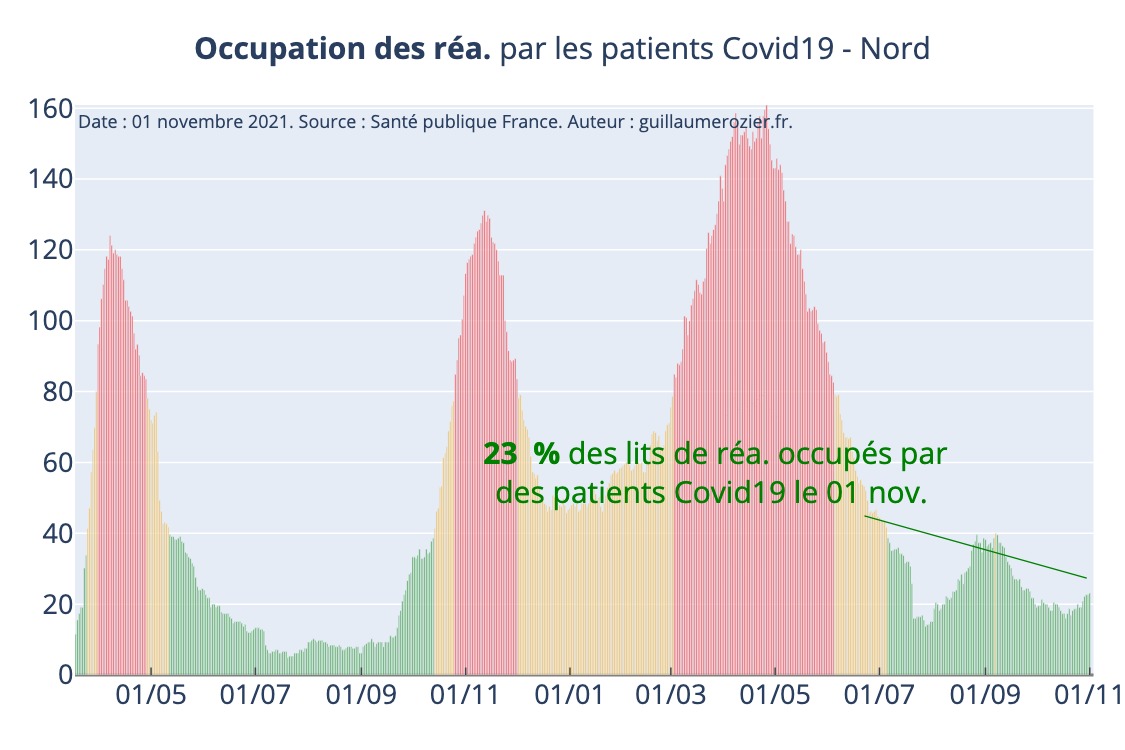 Occupation des réa. par les patients Covid19 - Nord
160
Date : 01 novembre 2021. Source : Santé publique France. Auteur : guillaumerozier.fr.
140
120
100
80
60
40
20
0
23 % des lits de réa. occupés par
des patients Covid19 le 01 nov.
01/05 01/07 01/09 01/11 01/01 01/03 01/05 01/07 01/09 01/11